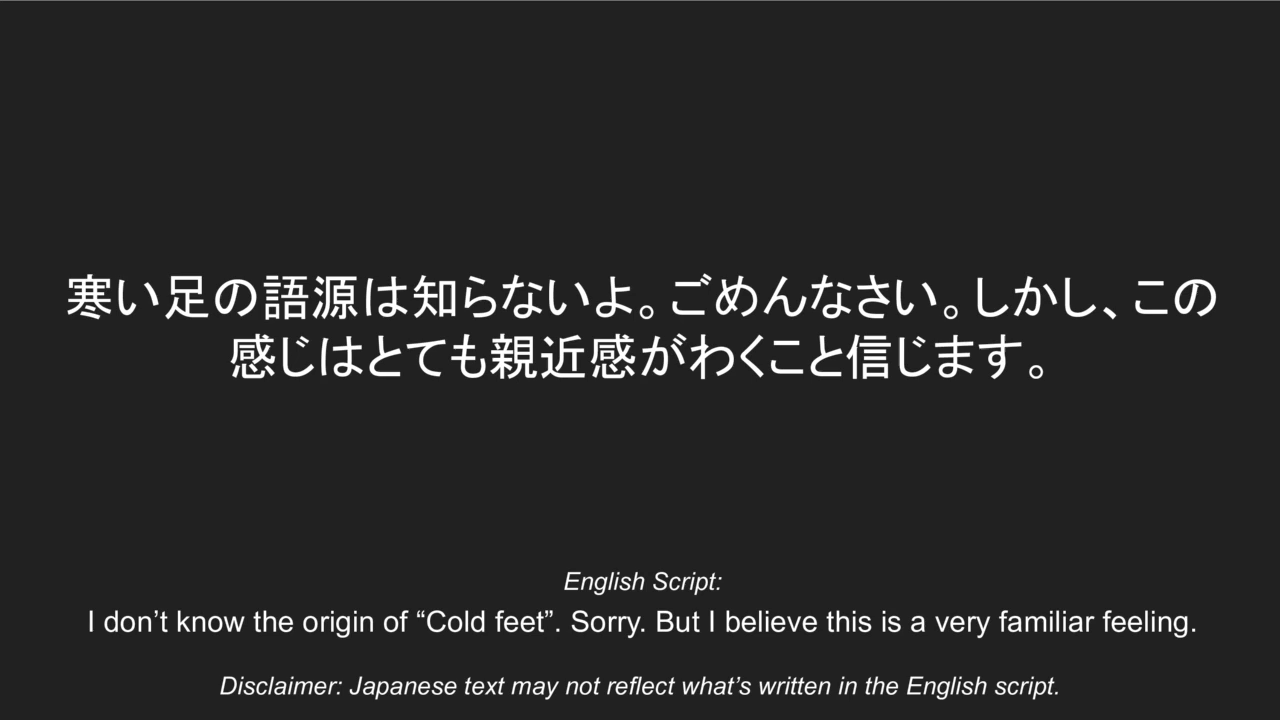 寒い足の語源は知らないよ。ごめんなさい。しかし、この
感じはとても親近感がわくこと信じます。
English Script:
I don’t know the origin of “Cold feet”. Sorry. But I believe this is a very familiar feeling.
Disclaimer: Japanese text may not reflect what’s written in the English script.